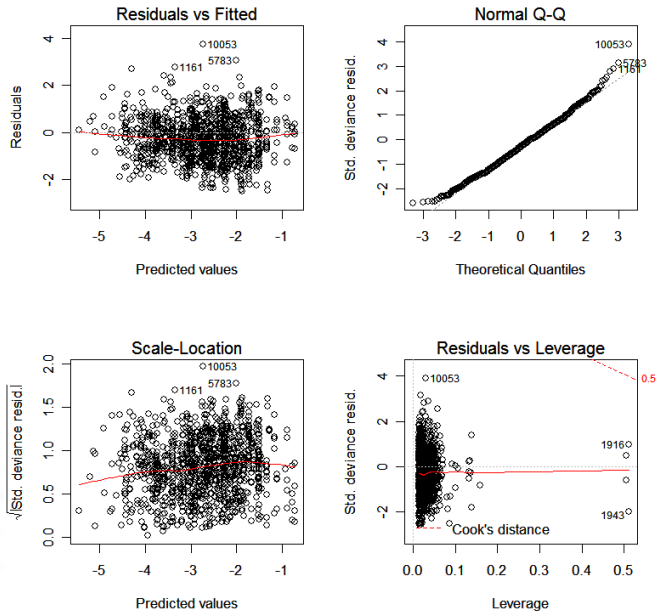 Residuals vs Fitted
Residuals
4
2
0
-2
10053
5783
1161
-5 -4 -3 -2 -1
Predicted values
Normal Q-Q
Std. deviance resid.
4
3
2
1
0
-1
-2
10053
5783
1161
-3 -2 -1 0 1 2 3
Theoretical Quantiles
Scale-Location
√|Std. deviance resid.|
2.0
1.5
1.0
0.5
0.0
10053
5783
1161
-5 -4 -3 -2 -1
Predicted values
Residuals vs Leverage
Std. deviance resid.
4
2
0
-2
10053
0.5
1916
1943
Cook's distance
0.0 0.1 0.2 0.3 0.4 0.5
Leverage